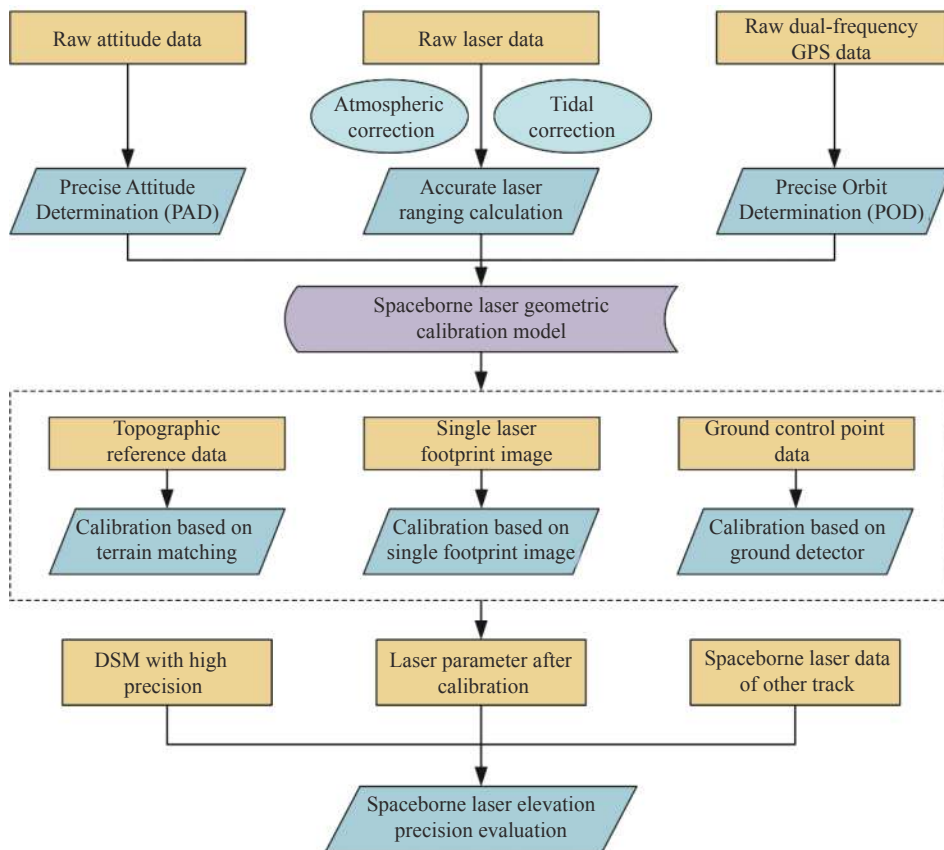 Raw attitude data
Raw laser data
Raw dual-frequency
GPS data
Atmospheric
correction
Tidal
correction
Precise Attitude
Determination (PAD)
Accurate laser
ranging calculation
Precise Orbit
Determination (POD)
Spaceborne laser geometric
calibration model
Topographic
reference data
Single laser
footprint image
Ground control point
data
Calibration based on
terrain matching
Calibration based on
single footprint image
Calibration based on
ground detector
DSM with high
precision
Laser parameter after
calibration
Spaceborne laser data
of other track
Spaceborne laser elevation
precision evaluation